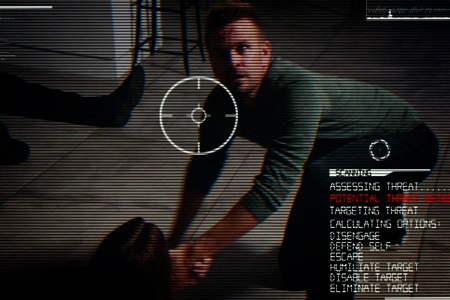 SCANNING
ASSESSING THREAT......
POTENTIAL THREAT DETEC
TARGETING THREAT
CALCULATING OPTIONS:
DISENGAGE
DEFEND SELF
ESCAPE
HUMILIATE TARGET
DISABLE TARGET
ELIMINATE TARGET